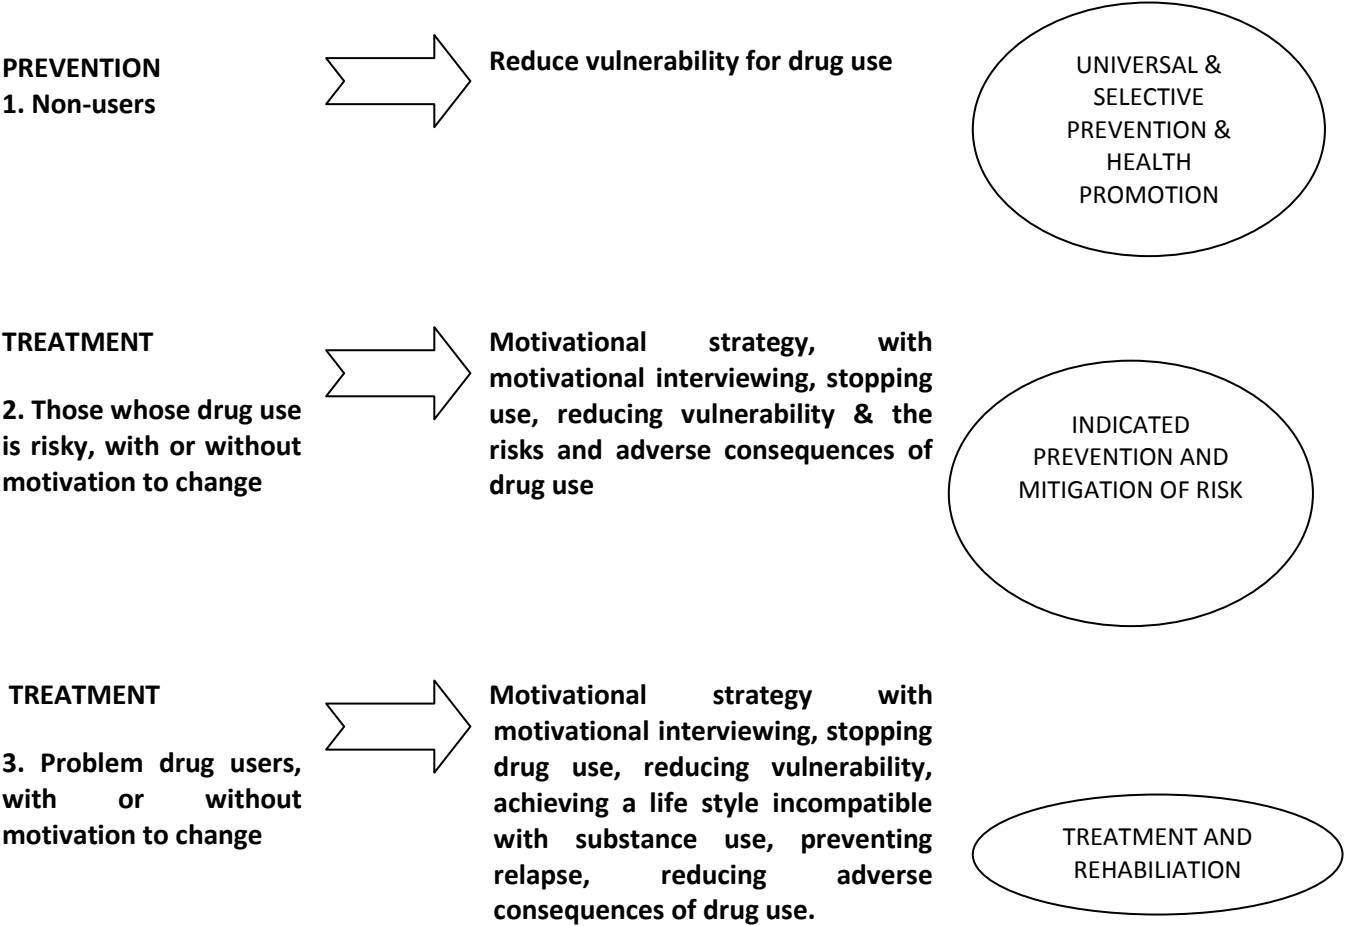 PREVENTION
1. Non-users
Reduce vulnerability for drug use
UNIVERSAL &
SELECTIVE
PREVENTION &
HEALTH
PROMOTION
TREATMENT
2. Those whose drug use
is risky, with or without
motivation to change
Motivational strategy, with
motivational interviewing, stopping
use, reducing vulnerability & the
risks and adverse consequences of
drug use
INDICATED
PREVENTION AND
MITIGATION OF RISK
TREATMENT
3. Problem drug users,
with or without
motivation to change
Motivational strategy with
motivational interviewing, stopping
drug use, reducing vulnerability,
achieving a life style incompatible
with substance use, preventing
relapse, reducing adverse
consequences of drug use.
TREATMENT AND
REHABILIATION